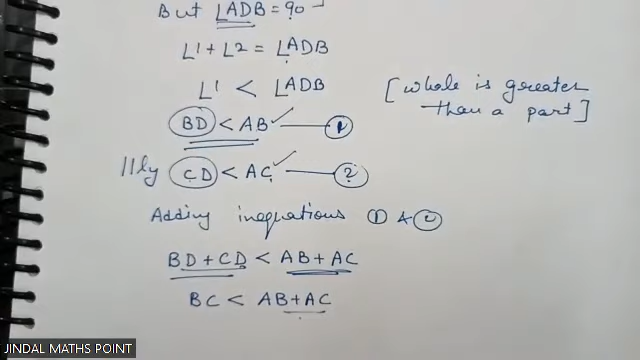 But ∠ADB = 90
∠1 + ∠2 = ∠ADB
∠1 < ∠ADB
[whole is greater than a part]
BD < AB — ①
|||ly CD < AC — ②
Adding inequations ① & ②
BD + CD < AB + AC
BC < AB + AC
JINDAL MATHS POINT